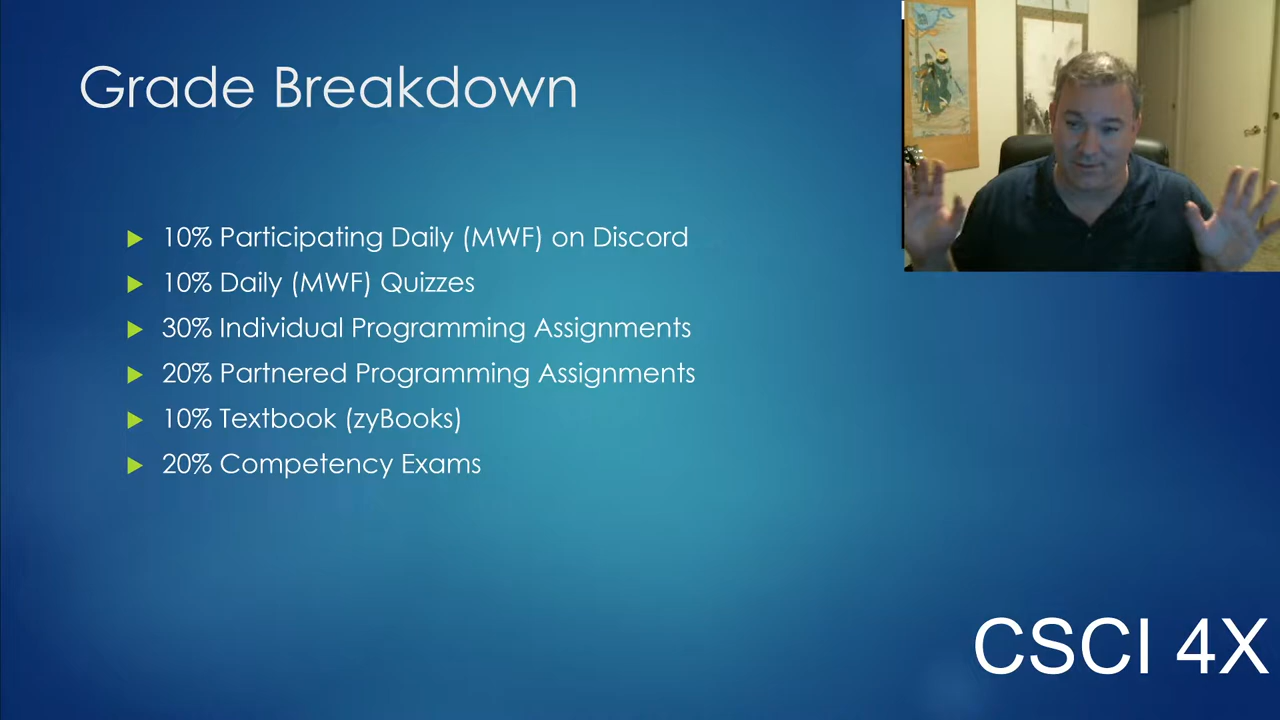 Grade Breakdown
10% Participating Daily (MWF) on Discord
10% Daily (MWF) Quizzes
30% Individual Programming Assignments
20% Partnered Programming Assignments
10% Textbook (zyBooks)
20% Competency Exams
CSCI 4X